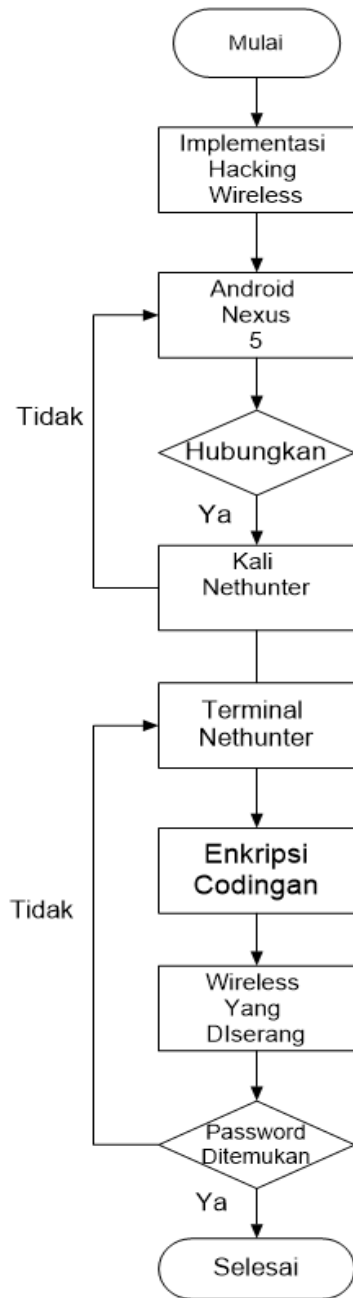 Mulai
Implementasi
Hacking
Wireless
Android
Nexus
5
Tidak
Hubungkan
Ya
Kali
Nethunter
Terminal
Nethunter
Enkripsi
Codingan
Tidak
Wireless
Yang
DIserang
Password
Ditemukan
Ya
Selesai